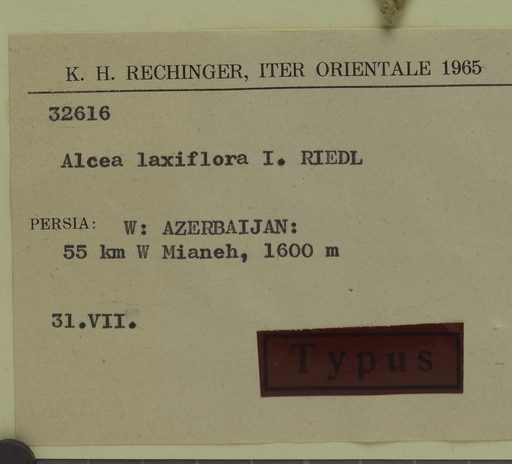 K. H. RECHINGER, ITER ORIENTALE 1965
32616
Alcea laxiflora I. RIEDL
PERSIA: W: AZERBAIJAN:
55 km W Mianeh, 1600 m
31.VII.
Typus